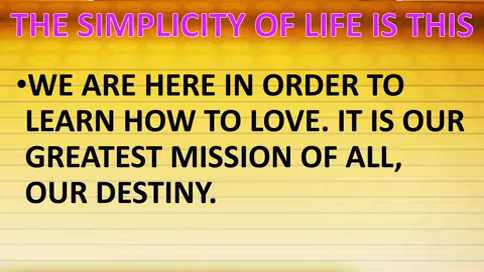 THE SIMPLICITY OF LIFE IS THIS
•WE ARE HERE IN ORDER TO
LEARN HOW TO LOVE. IT IS OUR
GREATEST MISSION OF ALL,
OUR DESTINY.